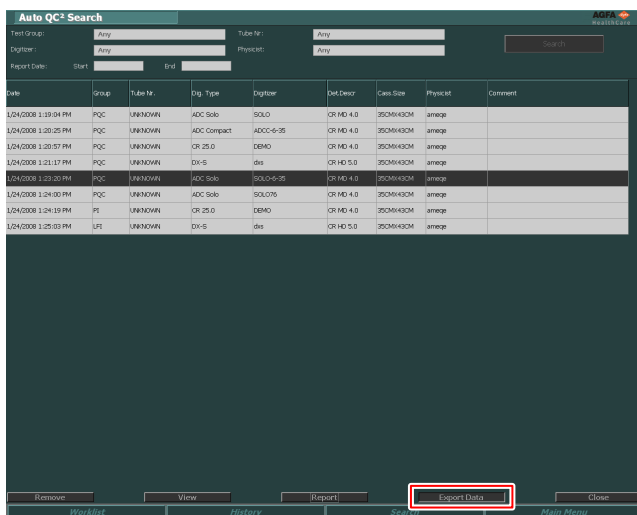 Auto QC² Search
AGFA
HealthCare
Test Group: Any Tube Nr: Any
Digitizer: Any Physicist: Any Search
Report Date: Start End
Date Group Tube Nr. Dig. Type Digitizer Det.Descr Cass.Size Physicist Comment
1/24/2008 1:19:04 PM PQC UNKNOWN ADC Solo SOLO CR MD 4.0 35CMX43CM ameqe
1/24/2008 1:20:25 PM PQC UNKNOWN ADC Compact ADCC-6-35 CR MD 4.0 35CMX43CM ameqe
1/24/2008 1:20:57 PM PQC UNKNOWN CR 25.0 DEMO CR MD 4.0 35CMX43CM ameqe
1/24/2008 1:21:17 PM PQC UNKNOWN DX-S dxs CR HD 5.0 35CMX43CM ameqe
1/24/2008 1:23:20 PM PQC UNKNOWN ADC Solo SOLO-6-35 CR MD 4.0 35CMX43CM ameqe
1/24/2008 1:24:00 PM PQC UNKNOWN ADC Solo SOLO76 CR MD 4.0 35CMX43CM ameqe
1/24/2008 1:24:19 PM PI UNKNOWN CR 25.0 DEMO CR MD 4.0 35CMX43CM ameqe
1/24/2008 1:25:03 PM LFI UNKNOWN DX-S dxs CR HD 5.0 35CMX43CM ameqe
Remove View Report Export Data Close
Worklist History Search Main Menu